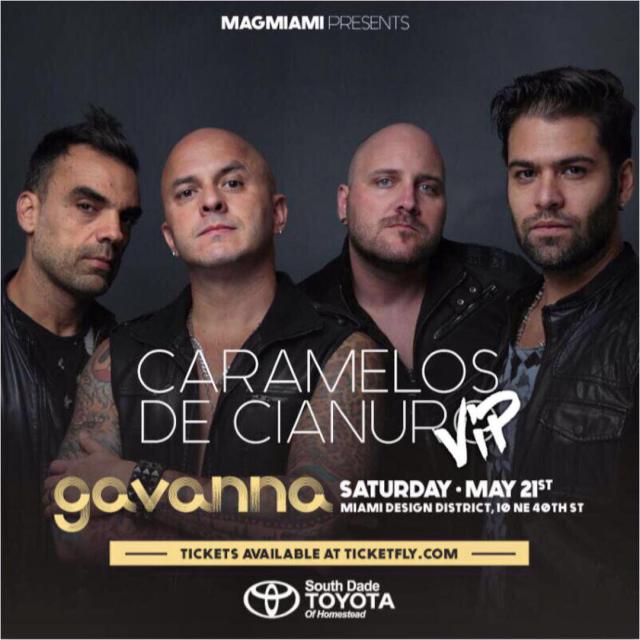 MAGMIAMI PRESENTS
CARAMELOS
DE CIANURO
VIP
gavanna
SATURDAY • MAY 21ST
MIAMI DESIGN DISTRICT, 10 NE 40TH ST
TICKETS AVAILABLE AT TICKETFLY.COM
South Dade
TOYOTA
Of Homestead